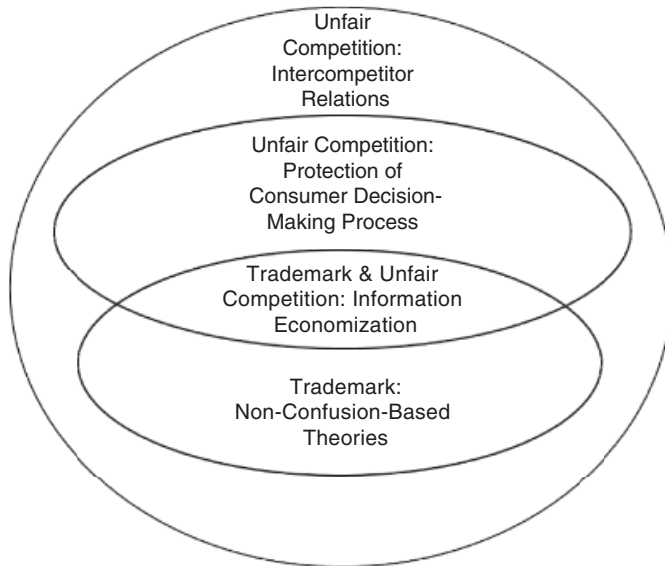 Unfair
Competition:
Intercompetitor
Relations
Unfair Competition:
Protection of
Consumer Decision-
Making Process
Trademark & Unfair
Competition: Information
Economization
Trademark:
Non-Confusion-Based
Theories